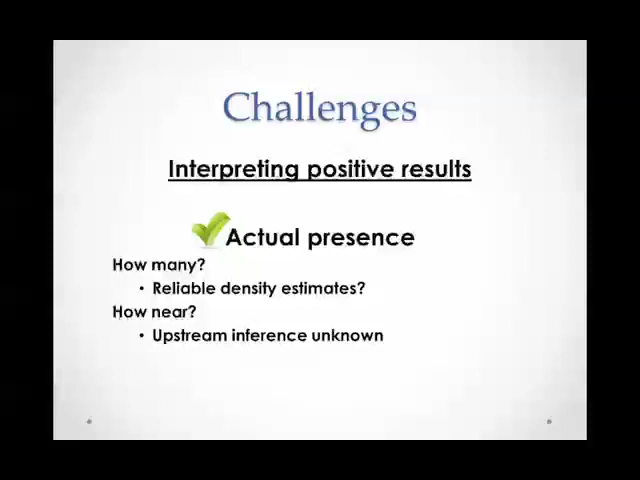 Challenges
Interpreting positive results
Actual presence
How many?
• Reliable density estimates?
How near?
• Upstream inference unknown